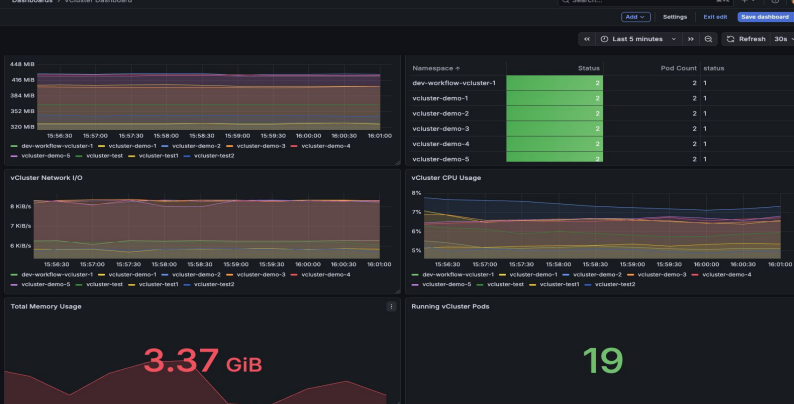 Dashboards > vCluster Dashboard
Search...
Add
Settings
Exit edit
Save dashboard
Last 5 minutes
Refresh
30s
448 MiB
416 MiB
384 MiB
352 MiB
320 MiB
15:56:30 15:57:00 15:57:30 15:58:00 15:58:30 15:59:00 15:59:30 16:00:00 16:00:30 16:01:00
dev-workflow-vcluster-1 vcluster-demo-1 vcluster-demo-2 vcluster-demo-3 vcluster-demo-4
vcluster-demo-5 vcluster-test vcluster-test1 vcluster-test2
Namespace ↑ Status Pod Count status
dev-workflow-vcluster-1 2 2 1
vcluster-demo-1 2 2 1
vcluster-demo-2 2 2 1
vcluster-demo-3 2 2 1
vcluster-demo-4 2 2 1
vcluster-demo-5 2 2 1
vCluster Network I/O
8 KiB/s
7 KiB/s
6 KiB/s
15:56:30 15:57:00 15:57:30 15:58:00 15:58:30 15:59:00 15:59:30 16:00:00 16:00:30 16:01:00
dev-workflow-vcluster-1 vcluster-demo-1 vcluster-demo-2 vcluster-demo-3 vcluster-demo-4
vcluster-demo-5 vcluster-test vcluster-test1 vcluster-test2
vCluster CPU Usage
8%
7%
6%
5%
15:56:30 15:57:00 15:57:30 15:58:00 15:58:30 15:59:00 15:59:30 16:00:00 16:00:30 16:01:00
dev-workflow-vcluster-1 vcluster-demo-1 vcluster-demo-2 vcluster-demo-3 vcluster-demo-4
vcluster-demo-5 vcluster-test vcluster-test1 vcluster-test2
Total Memory Usage
3.37 GiB
Running vCluster Pods
19